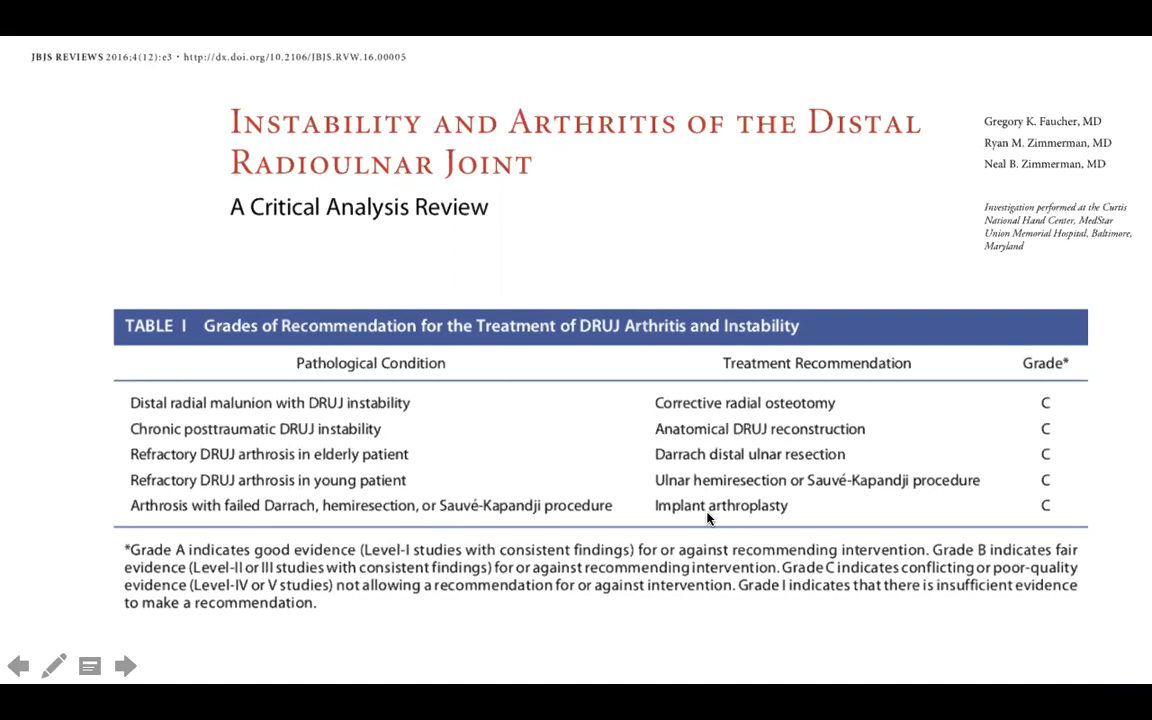 JBJS REVIEWS 2016;4(12):e3 • http://dx.doi.org/10.2106/JBJS.RVW.16.00005
INSTABILITY AND ARTHRITIS OF THE DISTAL
RADIOULNAR JOINT
A Critical Analysis Review
Gregory K. Faucher, MD
Ryan M. Zimmerman, MD
Neal B. Zimmerman, MD
Investigation performed at the Curtis
National Hand Center, MedStar
Union Memorial Hospital, Baltimore,
Maryland
TABLE I Grades of Recommendation for the Treatment of DRUJ Arthritis and Instability
Pathological Condition Treatment Recommendation Grade*
Distal radial malunion with DRUJ instability Corrective radial osteotomy C
Chronic posttraumatic DRUJ instability Anatomical DRUJ reconstruction C
Refractory DRUJ arthrosis in elderly patient Darrach distal ulnar resection C
Refractory DRUJ arthrosis in young patient Ulnar hemiresection or Sauvé-Kapandji procedure C
Arthrosis with failed Darrach, hemiresection, or Sauvé-Kapandji procedure Implant arthroplasty C
*Grade A indicates good evidence (Level-I studies with consistent findings) for or against recommending intervention. Grade B indicates fair
evidence (Level-II or III studies with consistent findings) for or against recommending intervention. Grade C indicates conflicting or poor-quality
evidence (Level-IV or V studies) not allowing a recommendation for or against intervention. Grade I indicates that there is insufficient evidence
to make a recommendation.